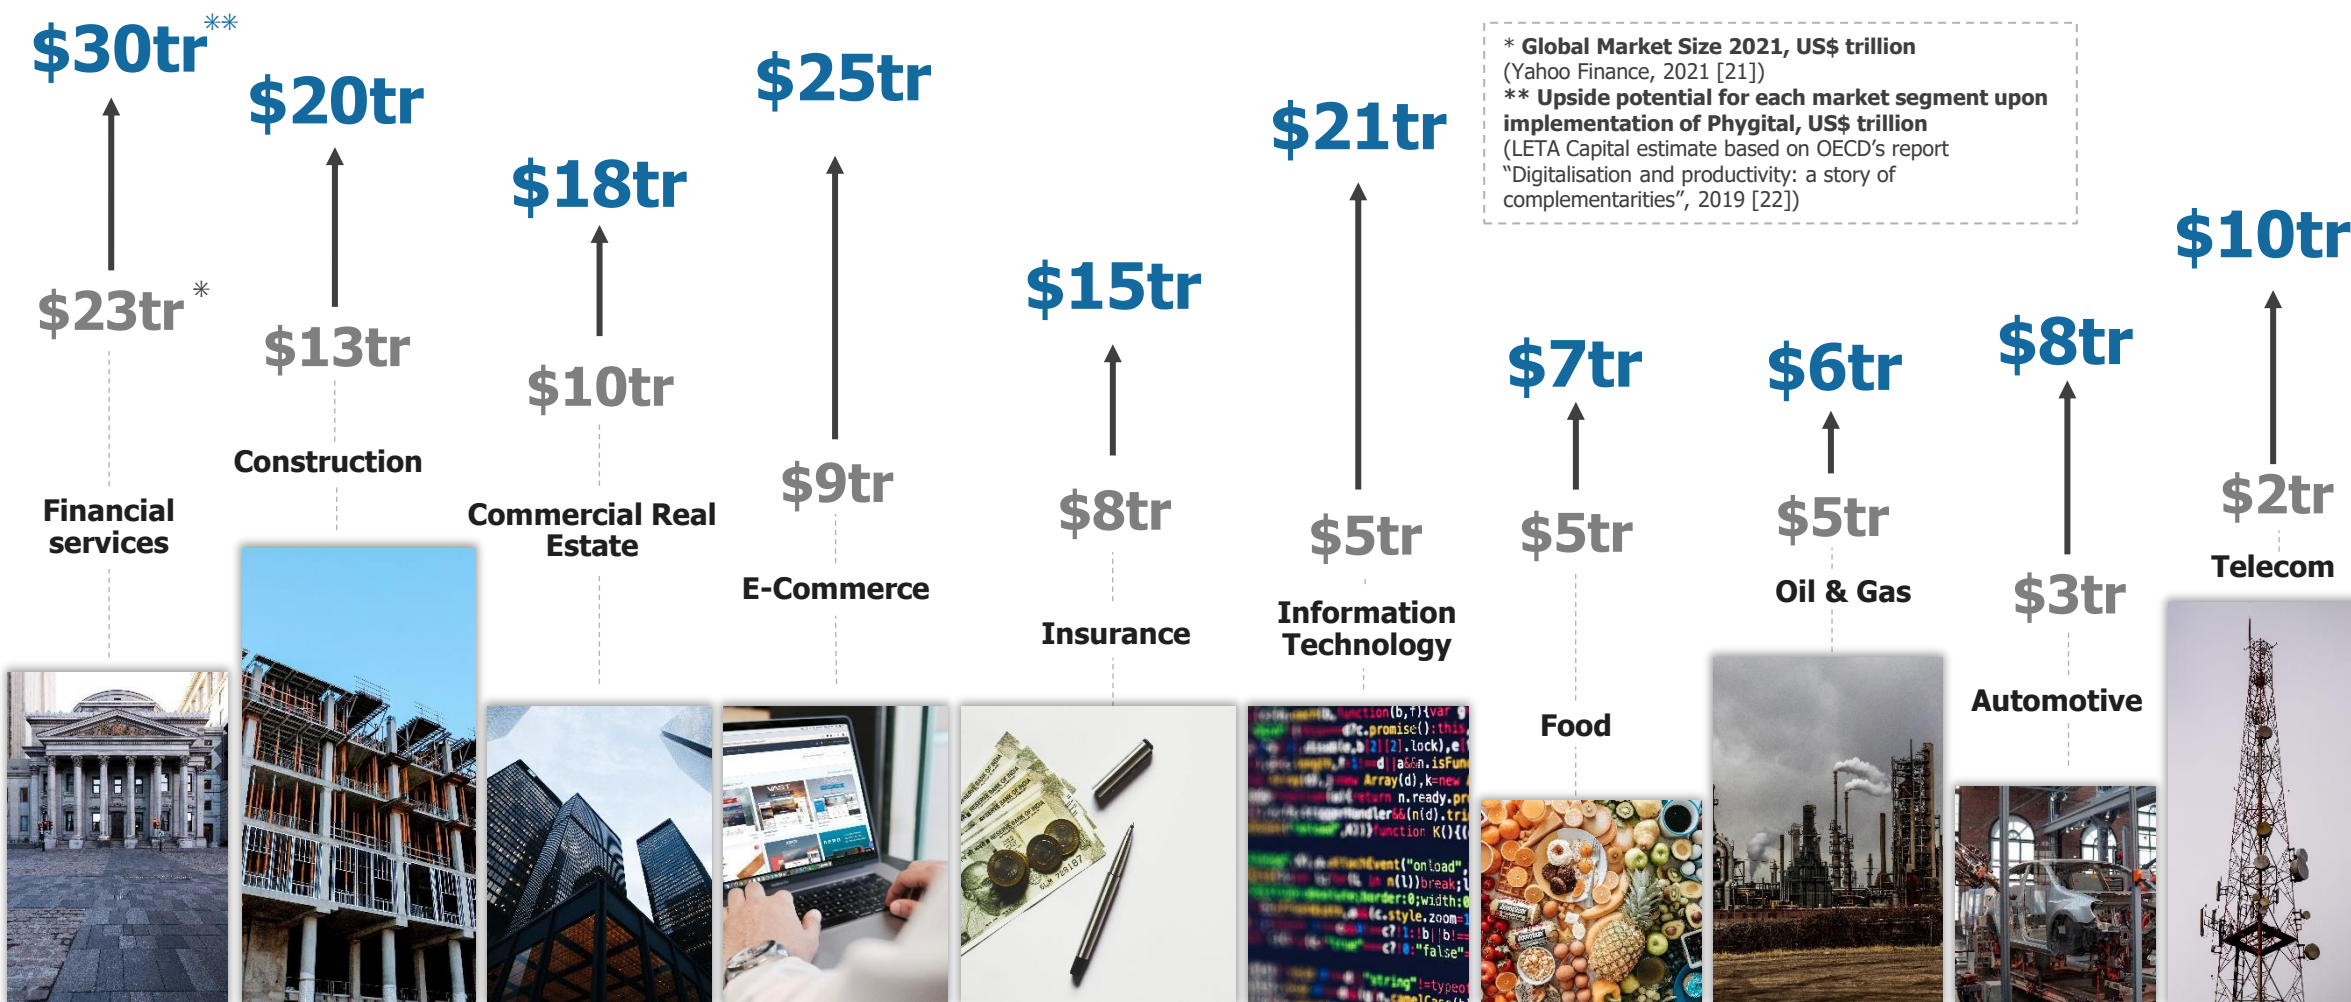 $30tr**
$23tr*
Financial
services
$20tr
$13tr
Construction
$18tr
$10tr
Commercial Real
Estate
$25tr
$9tr
E-Commerce
$15tr
$8tr
Insurance
$21tr
$5tr
Information
Technology
$7tr
$5tr
Food
$6tr
$5tr
Oil & Gas
$8tr
$3tr
Automotive
$10tr
$2tr
Telecom
* Global Market Size 2021, US$ trillion
(Yahoo Finance, 2021 [21])
** Upside potential for each market segment upon
implementation of Phygital, US$ trillion
(LETA Capital estimate based on OECD’s report
“Digitalisation and productivity: a story of
complementarities”, 2019 [22])